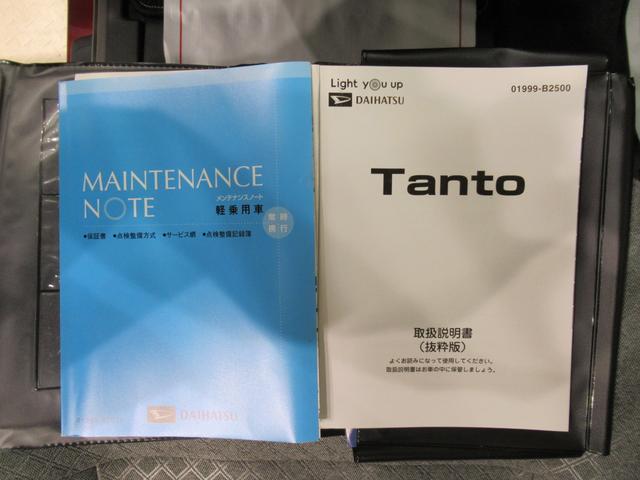 MAINTENANCE
NOTE
メンテナンスノート
軽乗用車
常時
携行
●保証書 ●点検整備方式 ●サービス網 ●点検整備記録簿
DAIHATSU
Light you up
DAIHATSU
01999-B2500
Tanto
取扱説明書
(抜粋版)
よくお読みになって使用してください。
取扱説明書はお車の中に保管しましょう。